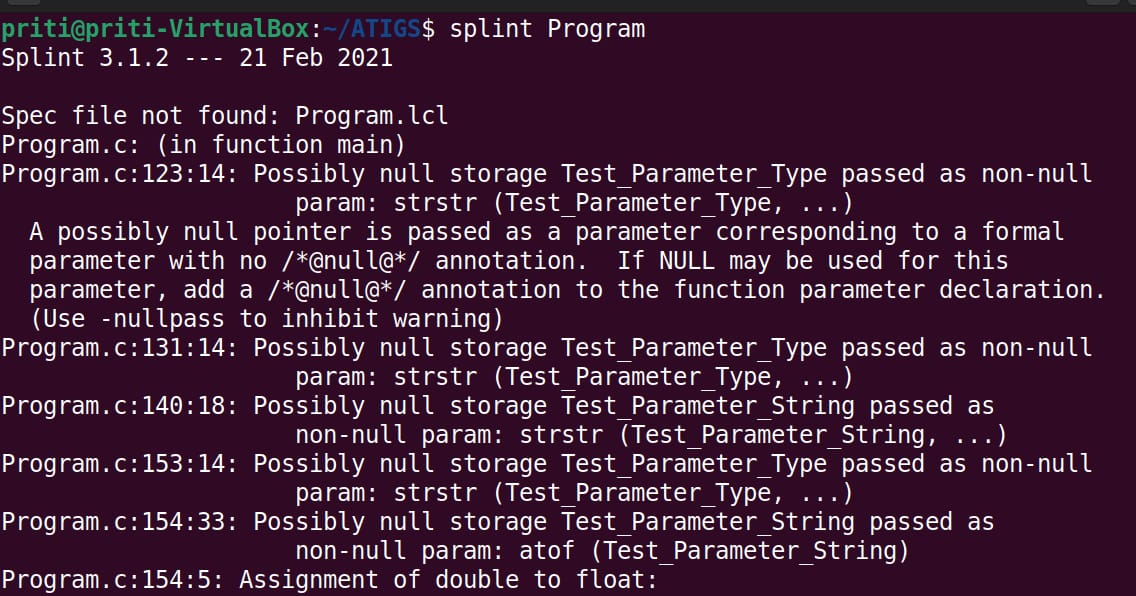 priti@priti-VirtualBox:~/ATIGS$ splint Program
Splint 3.1.2 --- 21 Feb 2021
Spec file not found: Program.lcl
Program.c: (in function main)
Program.c:123:14: Possibly null storage Test_Parameter_Type passed as non-null
param: strstr (Test_Parameter_Type, ...)
A possibly null pointer is passed as a parameter corresponding to a formal
parameter with no /*@null@*/ annotation.  If NULL may be used for this
parameter, add a /*@null@*/ annotation to the function parameter declaration.
(Use -nullpass to inhibit warning)
Program.c:131:14: Possibly null storage Test_Parameter_Type passed as non-null
param: strstr (Test_Parameter_Type, ...)
Program.c:140:18: Possibly null storage Test_Parameter_String passed as
non-null param: strstr (Test_Parameter_String, ...)
Program.c:153:14: Possibly null storage Test_Parameter_Type passed as non-null
param: strstr (Test_Parameter_Type, ...)
Program.c:154:33: Possibly null storage Test_Parameter_String passed as
non-null param: atof (Test_Parameter_String)
Program.c:154:5: Assignment of double to float: